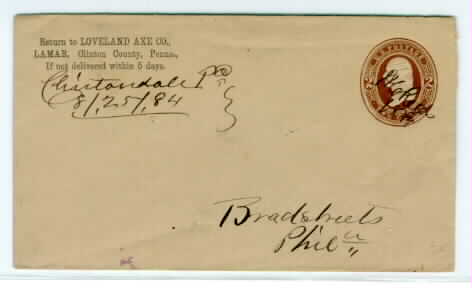 Return to LOVELAND AXE CO.,
LAMAR, Clinton County, Penna.,
If not delivered within 5 days.
Clintondale Pa
8/25/84
U.S. POSTAGE
Bradstreets
Phila